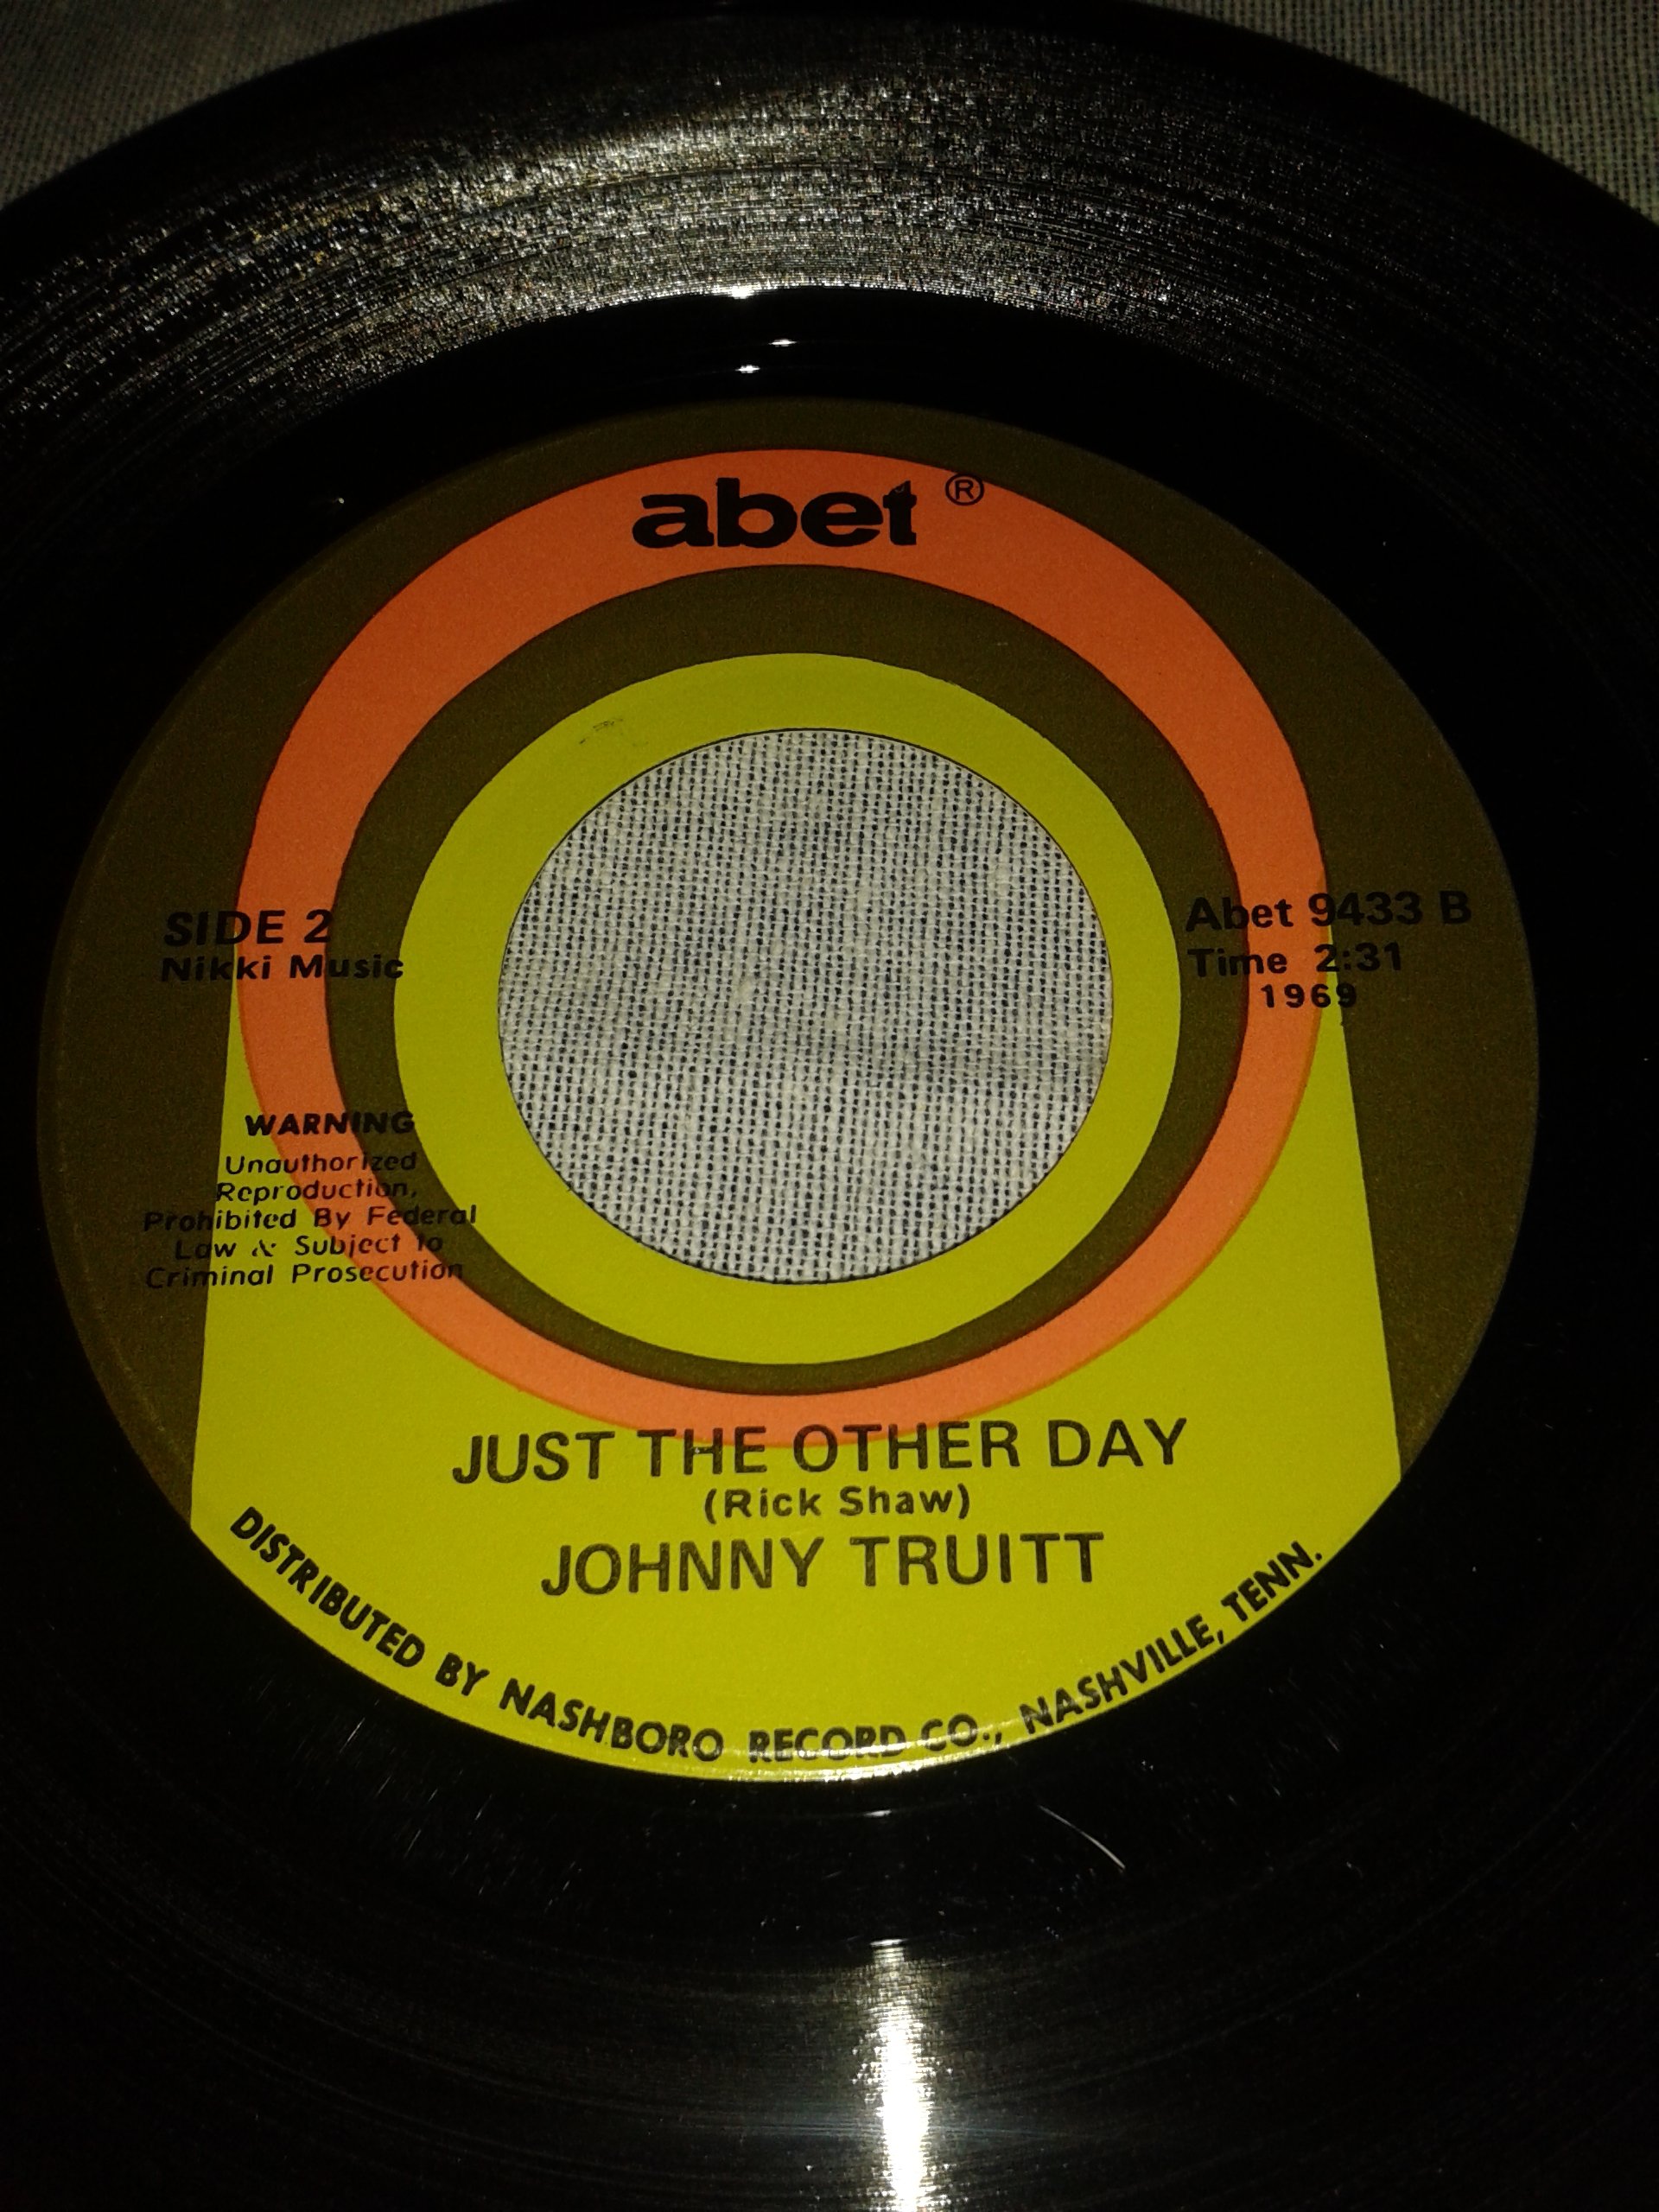 abet ®
SIDE 2
Nikki Music
Abet 9433 B
Time 2:31
1969
WARNING
Unauthorized
Reproduction,
Prohibited By Federal
Law & Subject to
Criminal Prosecution
JUST THE OTHER DAY
(Rick Shaw)
JOHNNY TRUITT
DISTRIBUTED BY NASHBORO RECORD CO., NASHVILLE, TENN.